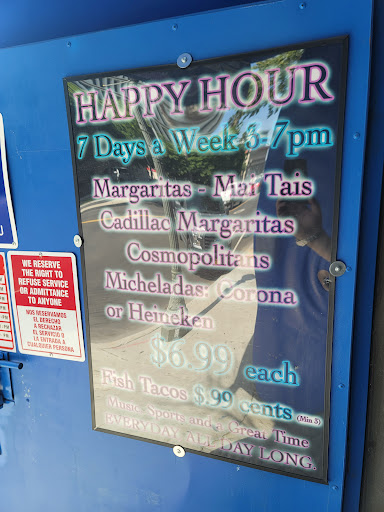 HAPPY HOUR
7 Days a Week 3-7pm
Margaritas - Mai Tais
Cadillac Margaritas
Cosmopolitans
Micheladas: Corona
or Heineken
$6.99 each
Fish Tacos $.99 cents (Min 3)
Music Sports and a Great Time
EVERYDAY ALL DAY LONG.
WE RESERVE
THE RIGHT TO
REFUSE SERVICE
OR ADMITTANCE
TO ANYONE
NOS RESERVAMOS
EL DERECHO
A RECHAZAR
EL SERVICIO O
LA ENTRADA A
CUALQUIER PERSONA